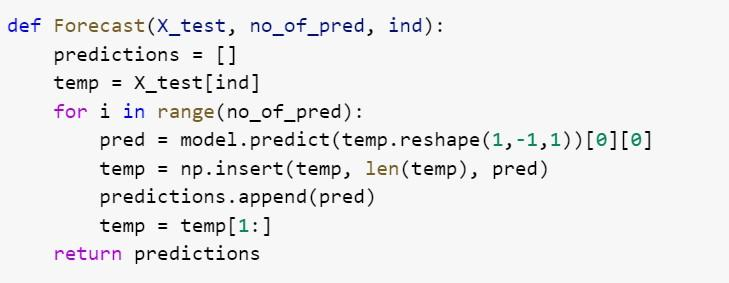 def Forecast(X_test, no_of_pred, ind):
    predictions = []
    temp = X_test[ind]
    for i in range(no_of_pred):
        pred = model.predict(temp.reshape(1,-1,1))[0][0]
        temp = np.insert(temp, len(temp), pred)
        predictions.append(pred)
        temp = temp[1:]
    return predictions